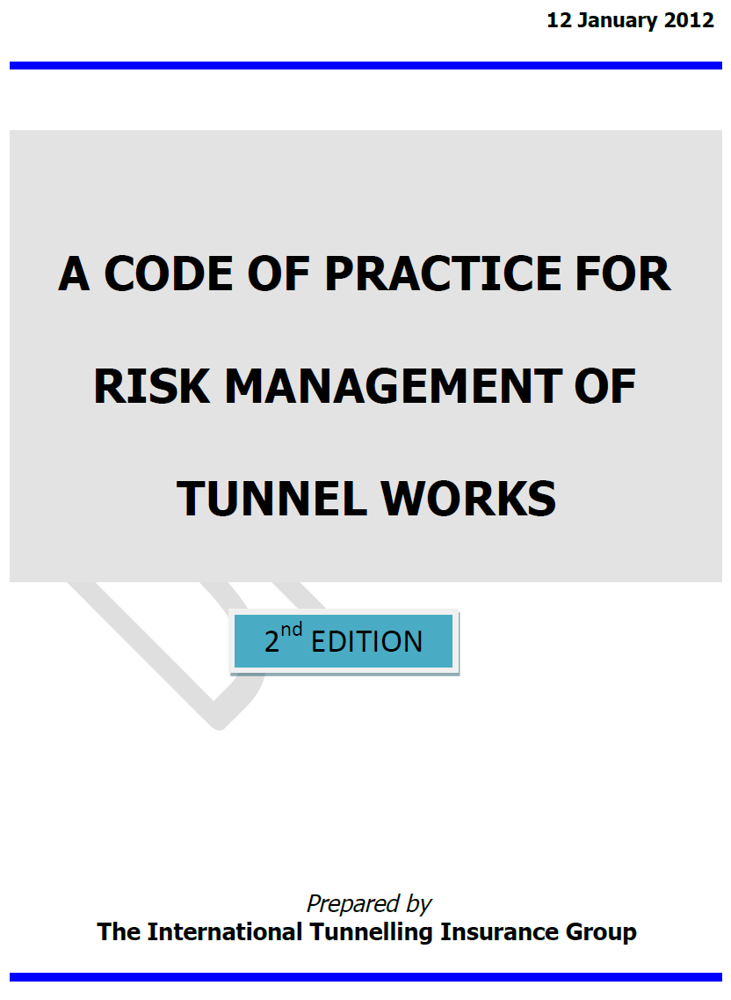 12 January 2012
A CODE OF PRACTICE FOR
RISK MANAGEMENT OF
TUNNEL WORKS
2nd EDITION
Prepared by
The International Tunnelling Insurance Group